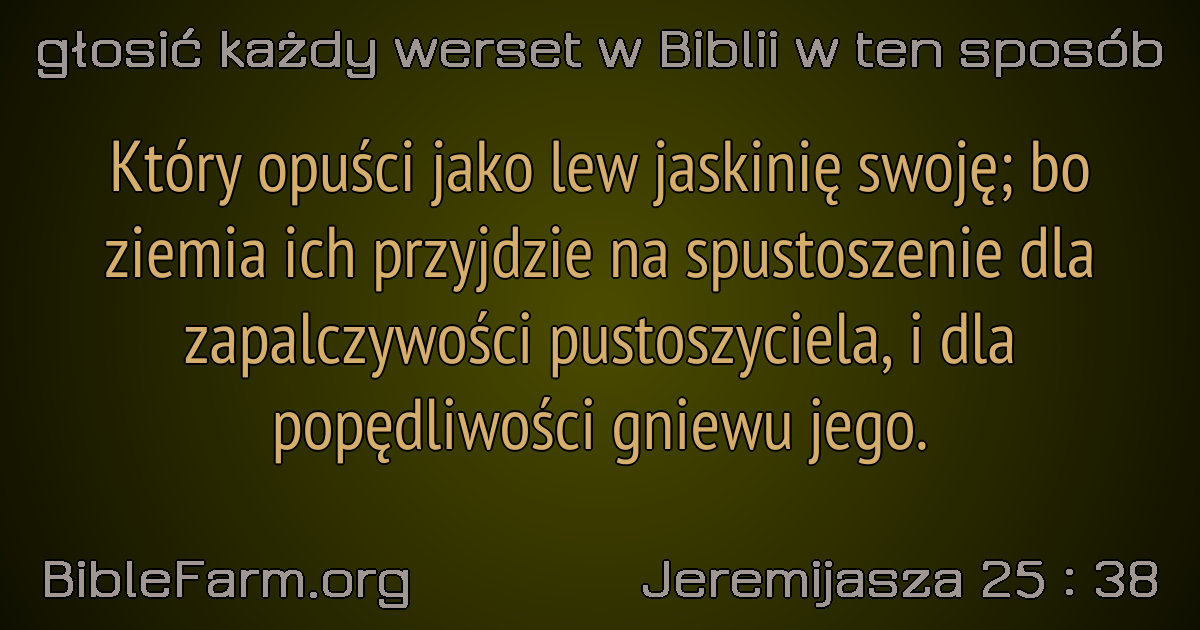 głosić każdy werset w Biblii w ten sposób
Który opuści jako lew jaskinię swoję; bo
ziemia ich przyjdzie na spustoszenie dla
zapalczywości pustoszyciela, i dla
popędliwości gniewu jego.
BibleFarm.org
Jeremijasza 25 : 38